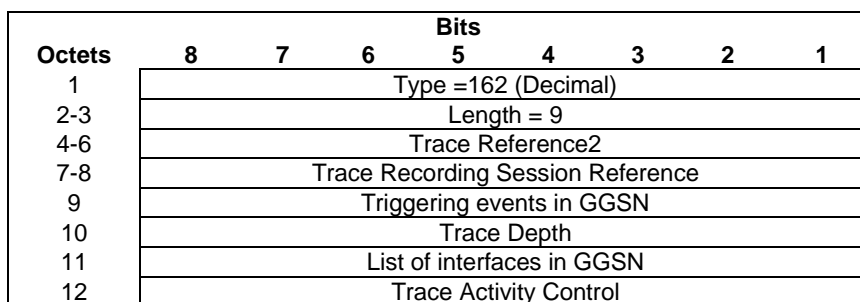 Bits
Octets 8 7 6 5 4 3 2 1
1 Type =162 (Decimal)
2-3 Length = 9
4-6 Trace Reference2
7-8 Trace Recording Session Reference
9 Triggering events in GGSN
10 Trace Depth
11 List of interfaces in GGSN
12 Trace Activity Control